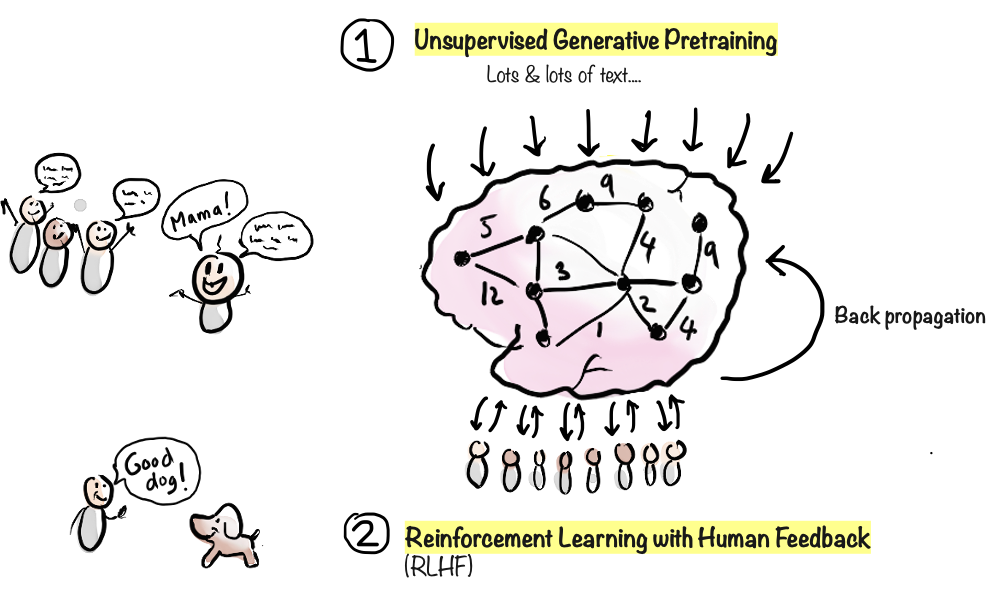 1
Unsupervised Generative Pretraining
Lots & lots of text....
Mama!
6
9
5
4
9
3
12
2
1
4
Back propagation
Good
dog!
2
Reinforcement Learning with Human Feedback
(RLHF)